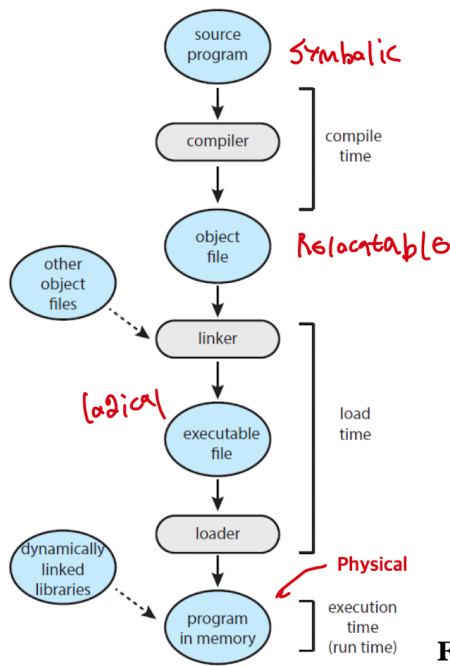 source
program
Symbalic
compiler
compile
time
object
file
Relocatable
other
object
files
linker
logical
executable
file
load
time
loader
dynamically
linked
libraries
Physical
program
in memory
execution
time
(run time)
F